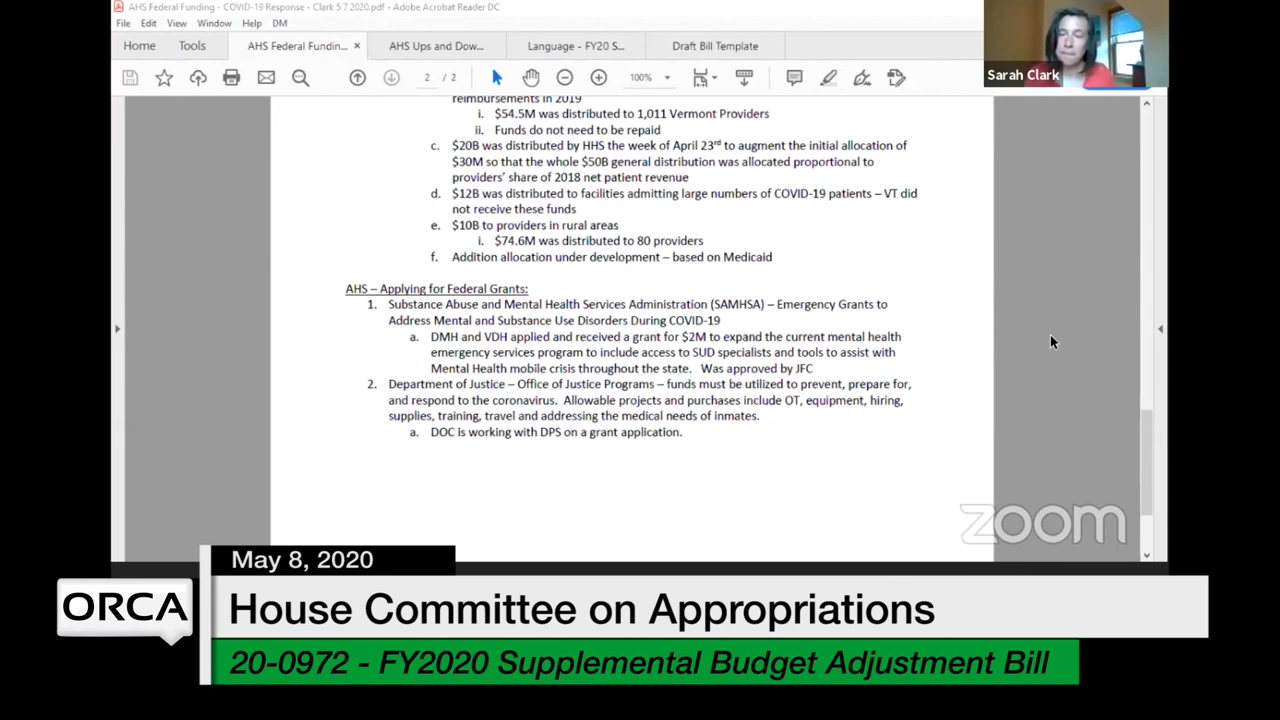 AHS Federal Funding - COVID-19 Response - Clark 5 7 2020.pdf - Adobe Acrobat Reader DC
File Edit View Window Help DM
Home Tools AHS Federal Fundin... × AHS Ups and Dow... Language - FY20 S... Draft Bill Template
2 / 2 100%
Sarah Clark
reimbursements in 2019
i. $54.5M was distributed to 1,011 Vermont Providers
ii. Funds do not need to be repaid
c. $20B was distributed by HHS the week of April 23rd to augment the initial allocation of
$30M so that the whole $50B general distribution was allocated proportional to
providers' share of 2018 net patient revenue
d. $12B was distributed to facilities admitting large numbers of COVID-19 patients – VT did
not receive these funds
e. $10B to providers in rural areas
i. $74.6M was distributed to 80 providers
f. Addition allocation under development – based on Medicaid
AHS – Applying for Federal Grants:
1. Substance Abuse and Mental Health Services Administration (SAMHSA) – Emergency Grants to
Address Mental and Substance Use Disorders During COVID-19
a. DMH and VDH applied and received a grant for $2M to expand the current mental health
emergency services program to include access to SUD specialists and tools to assist with
Mental Health mobile crisis throughout the state. Was approved by JFC
2. Department of Justice – Office of Justice Programs – funds must be utilized to prevent, prepare for,
and respond to the coronavirus. Allowable projects and purchases include OT, equipment, hiring,
supplies, training, travel and addressing the medical needs of inmates.
a. DOC is working with DPS on a grant application.
zoom
May 8, 2020
ORCA
House Committee on Appropriations
20-0972 - FY2020 Supplemental Budget Adjustment Bill